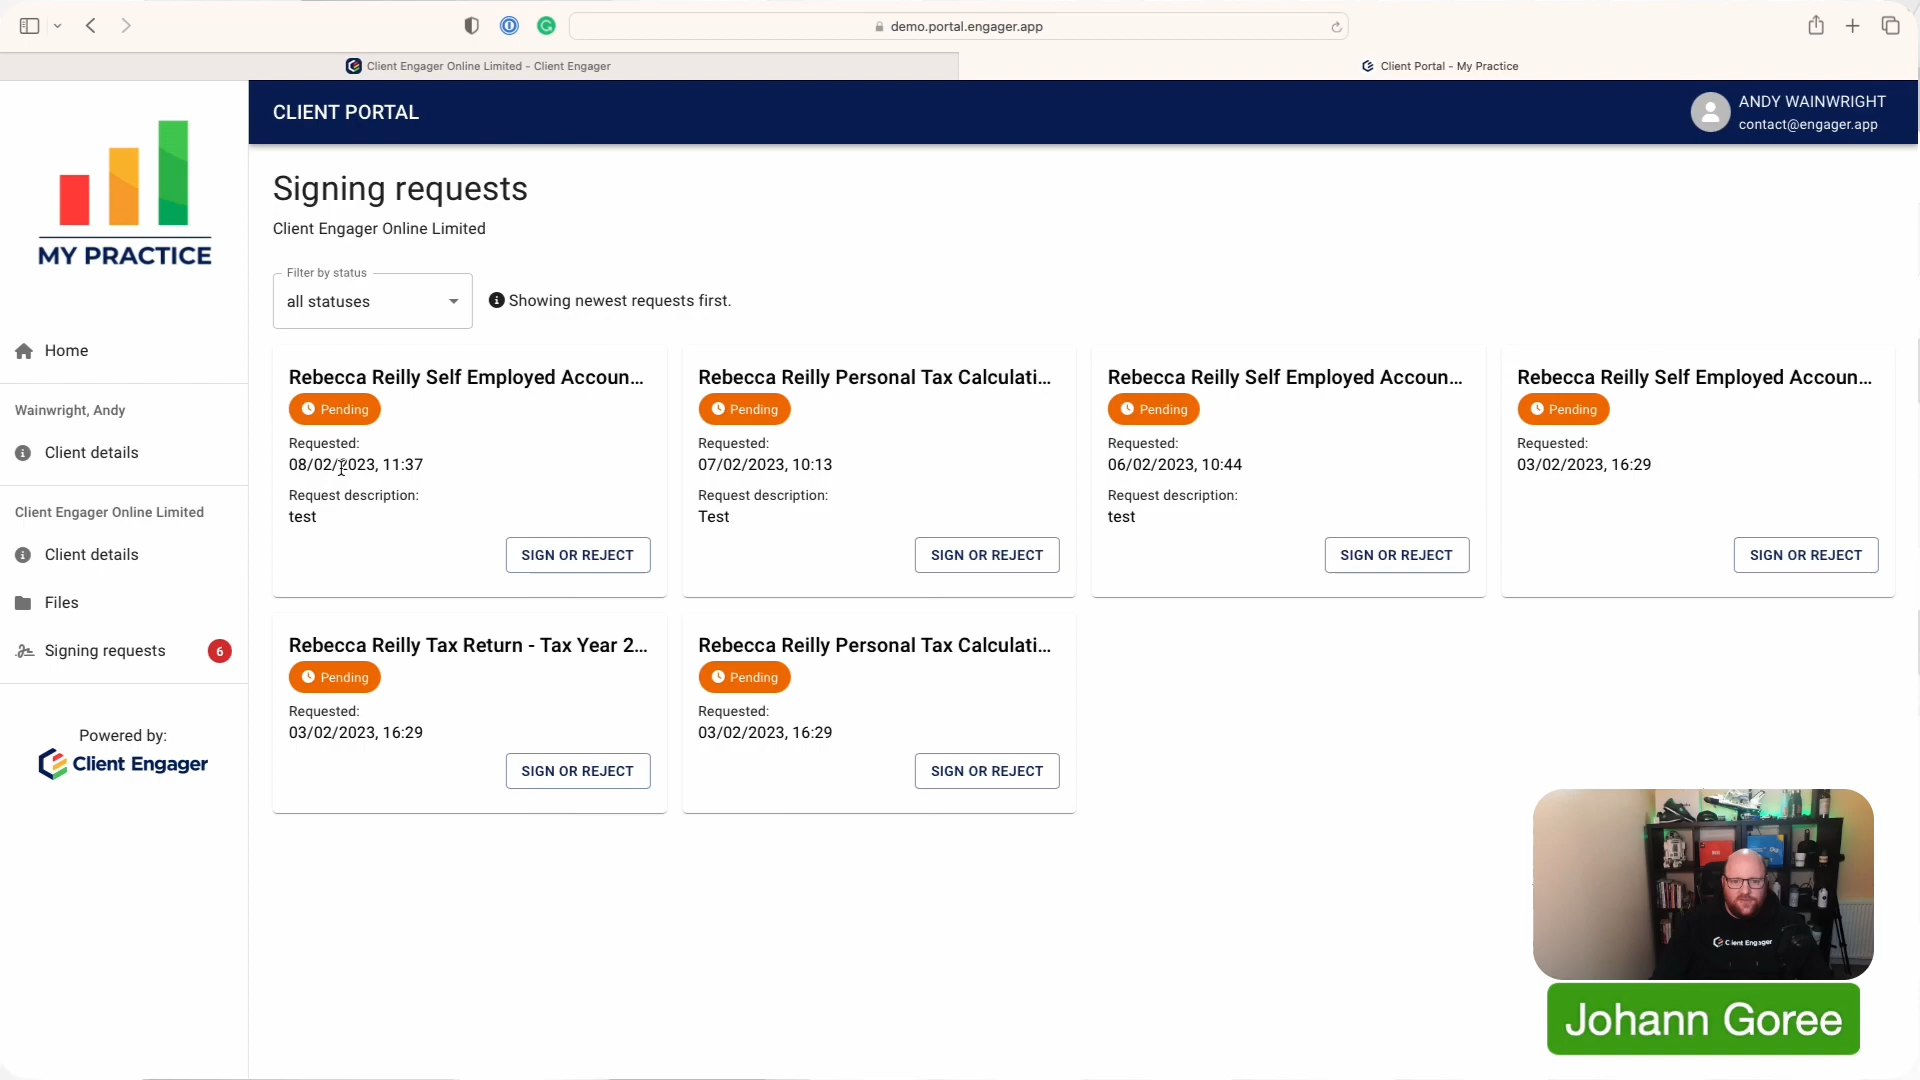 demo.portal.engager.app
Client Engager Online Limited - Client Engager
Client Portal - My Practice
MY PRACTICE
CLIENT PORTAL
ANDY WAINWRIGHT
contact@engager.app
Signing requests
Client Engager Online Limited
Filter by status
all statuses
Showing newest requests first.
Home
Wainwright, Andy
Client details
Client Engager Online Limited
Client details
Files
Signing requests
6
Powered by:
Client Engager
Rebecca Reilly Self Employed Accoun...
Pending
Requested:
08/02/2023, 11:37
Request description:
test
SIGN OR REJECT
Rebecca Reilly Personal Tax Calculati...
Pending
Requested:
07/02/2023, 10:13
Request description:
Test
SIGN OR REJECT
Rebecca Reilly Self Employed Accoun...
Pending
Requested:
06/02/2023, 10:44
Request description:
test
SIGN OR REJECT
Rebecca Reilly Self Employed Accoun...
Pending
Requested:
03/02/2023, 16:29
SIGN OR REJECT
Rebecca Reilly Tax Return - Tax Year 2...
Pending
Requested:
03/02/2023, 16:29
SIGN OR REJECT
Rebecca Reilly Personal Tax Calculati...
Pending
Requested:
03/02/2023, 16:29
SIGN OR REJECT
Client Engager
Johann Goree